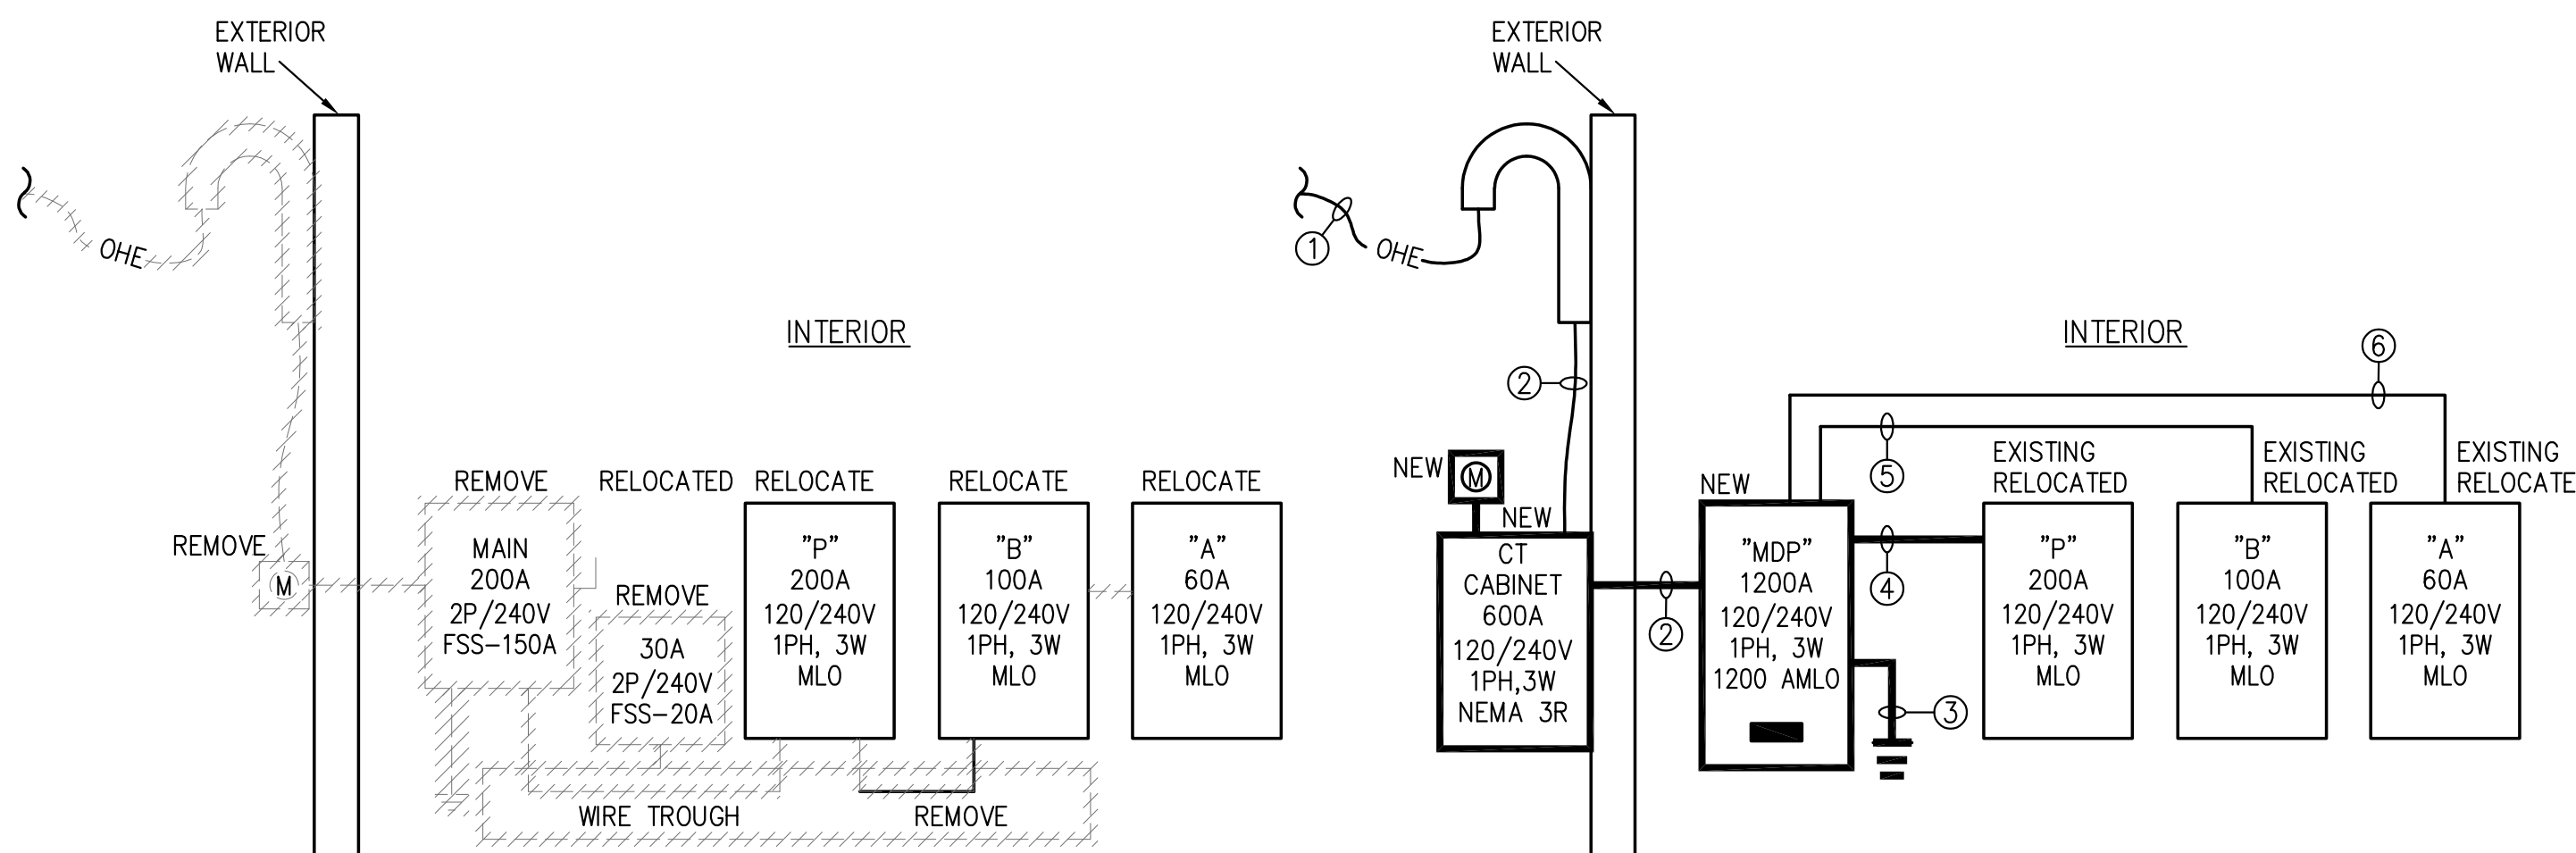 EXTERIOR
WALL
OHE
INTERIOR
REMOVE
M
REMOVE
MAIN
200A
2P/240V
FSS-150A
RELOCATED
REMOVE
30A
2P/240V
FSS-20A
RELOCATE
"P"
200A
120/240V
1PH, 3W
MLO
RELOCATE
"B"
100A
120/240V
1PH, 3W
MLO
RELOCATE
"A"
60A
120/240V
1PH, 3W
MLO
WIRE TROUGH
REMOVE
EXTERIOR
WALL
1
OHE
2
INTERIOR
6
5
NEW
M
NEW
CT
CABINET
600A
120/240V
1PH,3W
NEMA 3R
2
NEW
"MDP"
1200A
120/240V
1PH, 3W
1200 AMLO
4
3
EXISTING
RELOCATED
"P"
200A
120/240V
1PH, 3W
MLO
EXISTING
RELOCATED
"B"
100A
120/240V
1PH, 3W
MLO
EXISTING
RELOCATE
"A"
60A
120/240V
1PH, 3W
MLO